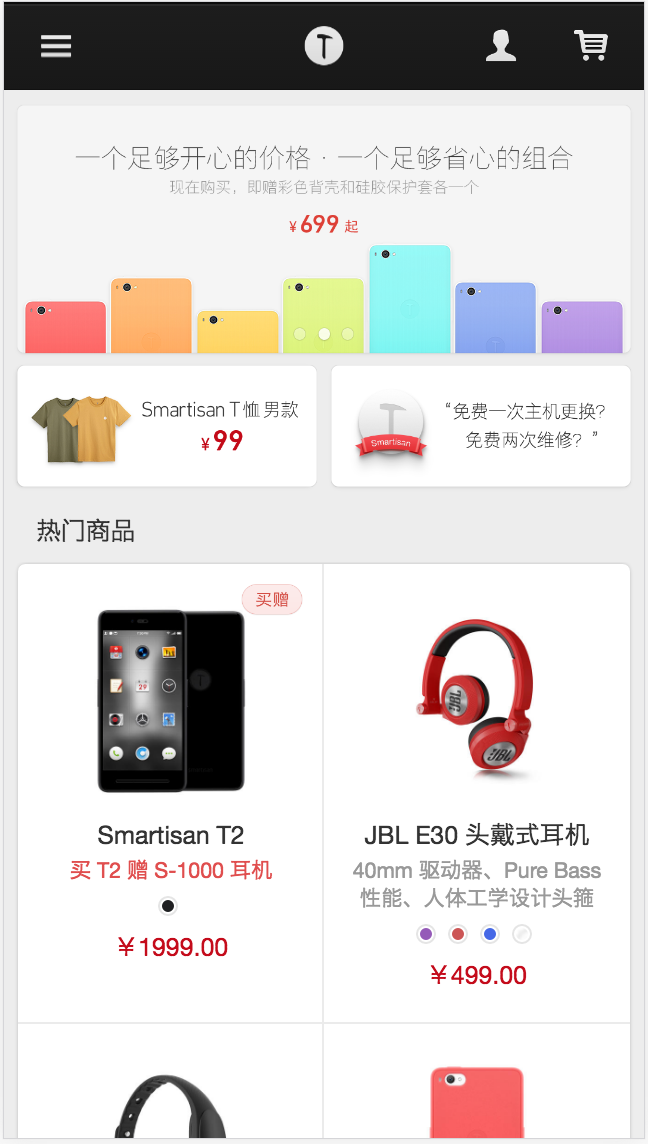 一个足够开心的价格 · 一个足够省心的组合
现在购买，即赠彩色背壳和硅胶保护套各一个
¥699 起
Smartisan T恤 男款
¥99
Smartisan
“免费一次主机更换?
免费两次维修? ”
热门商品
买赠
29
JBL
JBL
Smartisan T2
买 T2 赠 S-1000 耳机
￥1999.00
JBL E30 头戴式耳机
40mm 驱动器、Pure Bass
性能、人体工学设计头箍
￥499.00